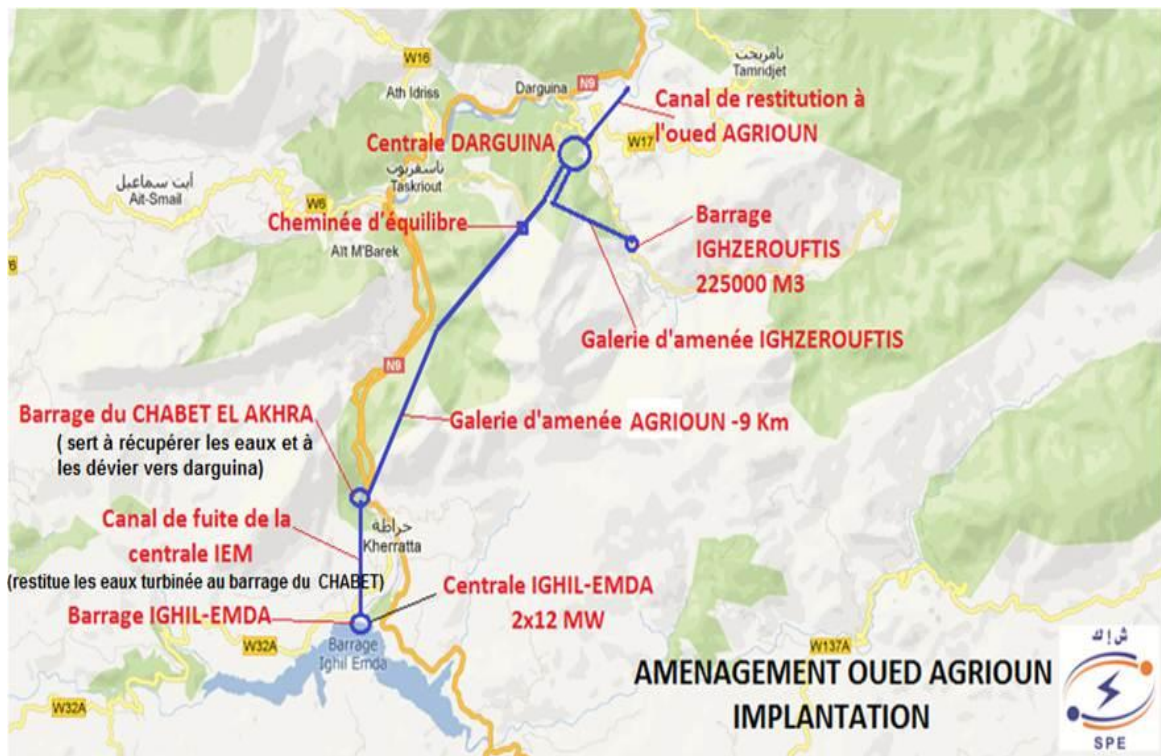 W16
نامريجت
Tamridjet
Ath Idriss
Darguina
N9
Canal de restitution à
l'oued AGRIOUN
Centrale DARGUINA
W17
آيت سماعيل
Ait-Smail
تاسقريوت
Taskriout
W6
Cheminée d'équilibre
Barrage
IGHZEROUFTIS
225000 M3
Aït M'Barek
6
Galerie d'amenée IGHZEROUFTIS
N9
Barrage du CHABET EL AKHRA
( sert à récupérer les eaux et à
les dévier vers darguina)
Galerie d'amenée AGRIOUN -9 Km
Canal de fuite de la
centrale IEM
(restitue les eaux turbinée au barrage du CHABET)
خراطة
Kherratta
Barrage IGHIL-EMDA
Centrale IGHIL-EMDA
2x12 MW
W32A
Barrage
Ighil Emda
W137A
W32A
AMENAGEMENT OUED AGRIOUN
IMPLANTATION
ش إ ك
SPE